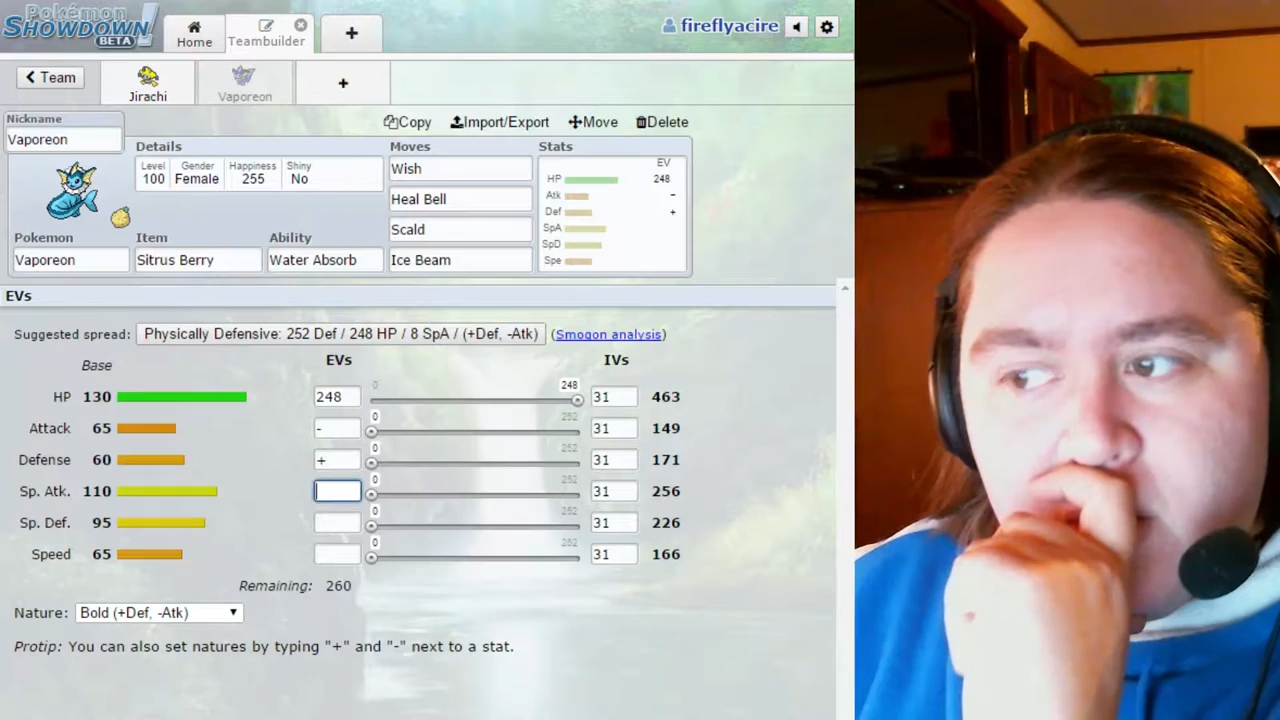 Pokémon
SHOWDOWN!
BETA
Home
Teambuilder
+
fireflyacire
Team
Jirachi
Vaporeon
+
Nickname
Vaporeon
Copy Import/Export Move Delete
Details
Level Gender Happiness Shiny
100 Female 255 No
Moves
Wish
Heal Bell
Scald
Ice Beam
Stats
EV
HP 248
Atk -
Def +
SpA
SpD
Spe
Pokemon Item Ability
Vaporeon Sitrus Berry Water Absorb
EVs
Suggested spread: Physically Defensive: 252 Def / 248 HP / 8 SpA / (+Def, -Atk) (Smogon analysis)
Base EVs IVs
HP 130 248 0 248 31 463
Attack 65 - 0 252 31 149
Defense 60 + 0 252 31 171
Sp. Atk. 110 0 252 31 256
Sp. Def. 95 0 252 31 226
Speed 65 0 252 31 166
Remaining: 260
Nature: Bold (+Def, -Atk)
Protip: You can also set natures by typing "+" and "-" next to a stat.